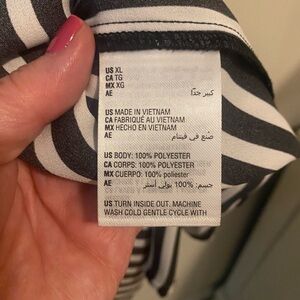 US XL
CA TG
MX XG
AE كبير جدًا
US MADE IN VIETNAM
CA FABRIQUÉ AU VIETNAM
MX HECHO EN VIETNAM
AE صنع في فيتنام
US BODY: 100% POLYESTER
CA CORPS: 100% POLYESTER
MX CUERPO: 100% poliester
AE جسم: 100% بولي أستر
US TURN INSIDE OUT. MACHINE
WASH COLD GENTLE CYCLE WITH